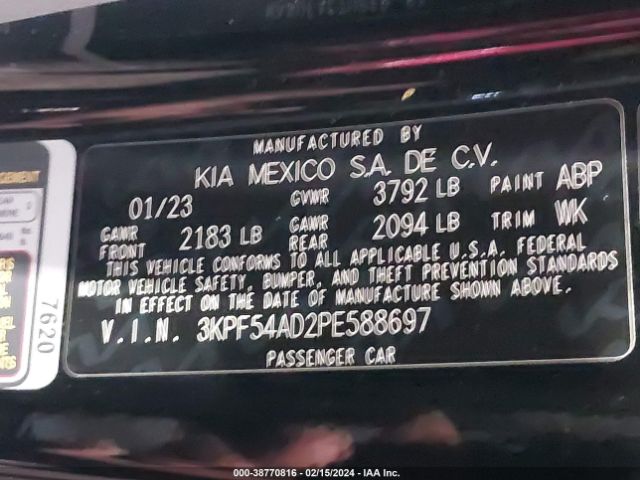 MANUFACTURED BY
KIA MEXICO S.A. DE C.V.
01/23 GVWR 3792 LB PAINT ABP
GAWR FRONT 2183 LB GAWR REAR 2094 LB TRIM WK
THIS VEHICLE CONFORMS TO ALL APPLICABLE U.S.A. FEDERAL
MOTOR VEHICLE SAFETY, BUMPER, AND THEFT PREVENTION STANDARDS
IN EFFECT ON THE DATE OF MANUFACTURE SHOWN ABOVE.
V.I.N. 3KPF54AD2PE588697
PASSENGER CAR
7620
000-38770816 - 02/15/2024 - IAA Inc.